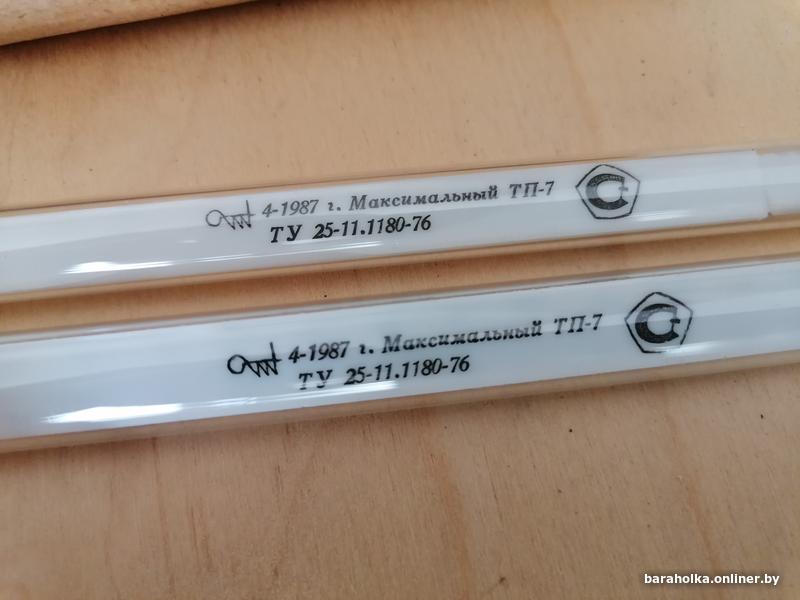 4-1987 г. Максимальный ТП-7
ТУ 25-11.1180-76
4-1987 г. Максимальный ТП-7
ТУ 25-11.1180-76
baraholka.onliner.by